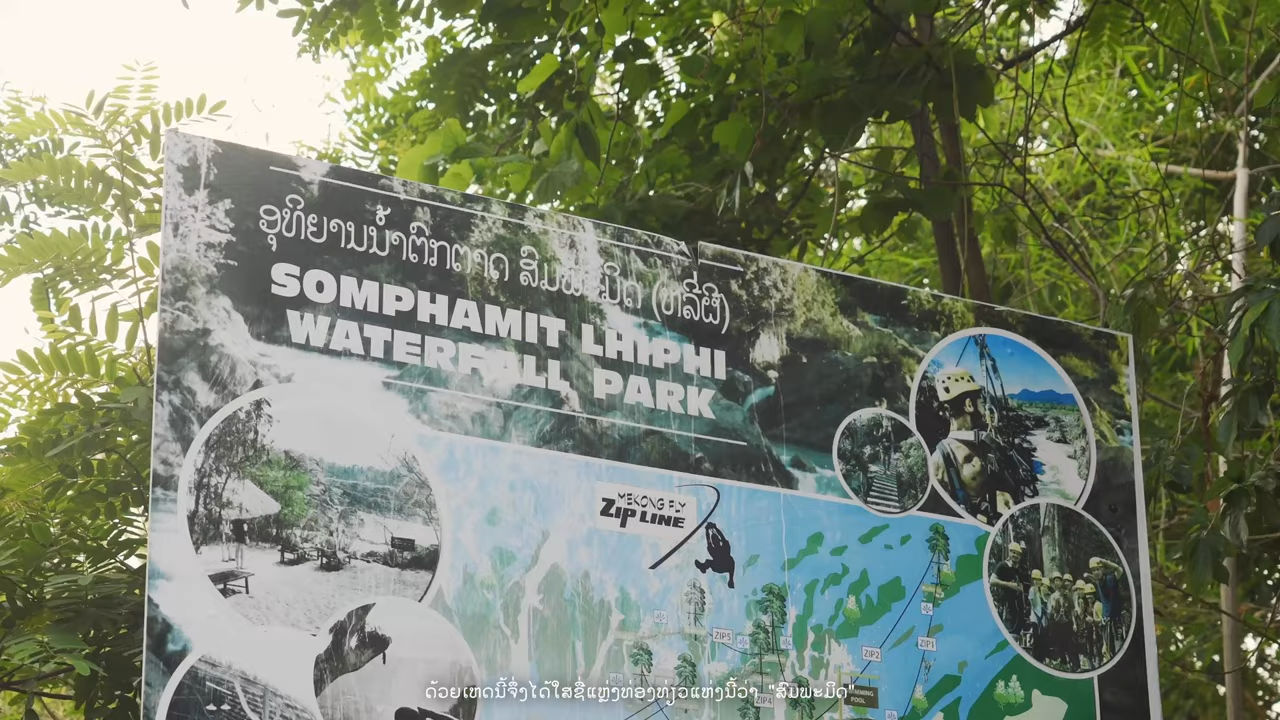 ອຸທິຍານນ້ຳຕົກຕາດ ສົມພະມິດ (ຫລີ່ຜີ)
SOMPHAMIT LHIPHI
WATERFALL PARK
MEKONG FLY
ZIP LINE
ZIP5
ZIP2
ZIP1
ZIP4
POOL
ດ້ວຍເຫດນີ້ຈຶ່ງໄດ້ໃສ່ຊື່ແຫຼ່ງທ່ອງທ່ຽວແຫ່ງນີ້ວ່າ "ສົມພະມິດ"